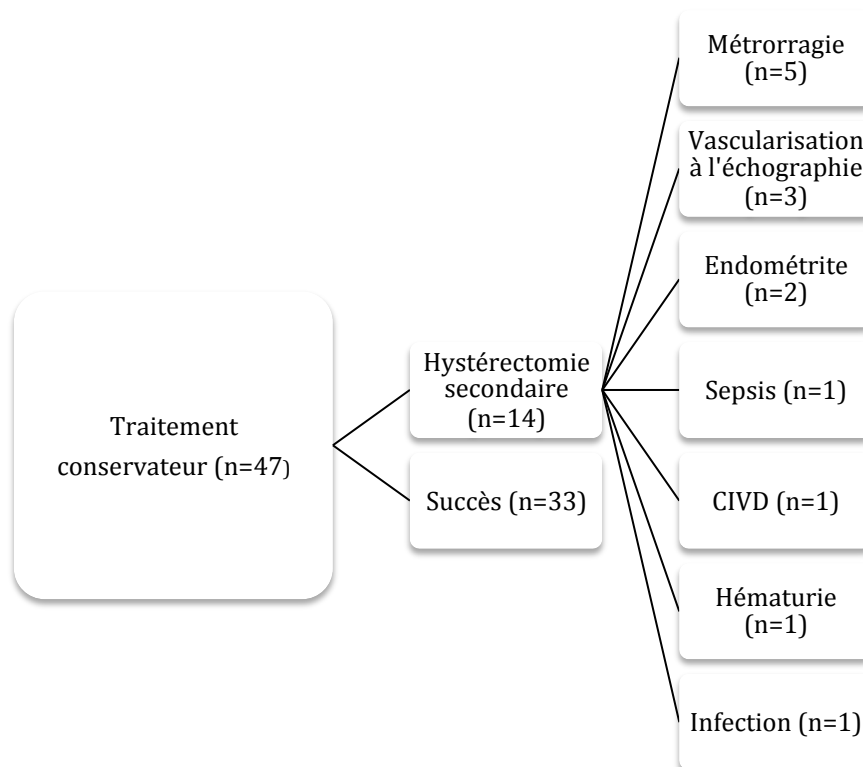 Traitement
conservateur (n=47)
Hystérectomie
secondaire
(n=14)
Succès (n=33)
Métrorragie
(n=5)
Vascularisation
à l'échographie
(n=3)
Endométrite
(n=2)
Sepsis (n=1)
CIVD (n=1)
Hématurie
(n=1)
Infection (n=1)